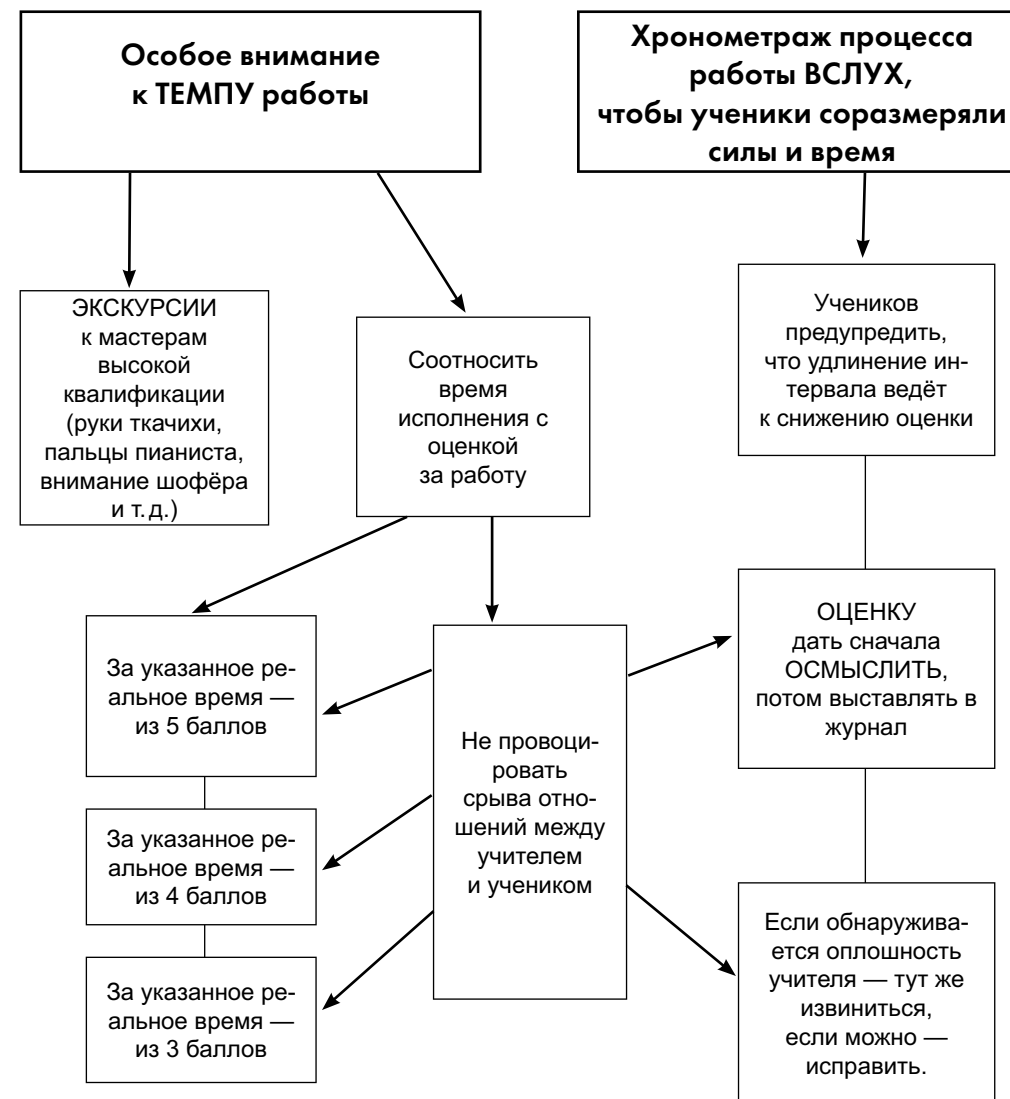 Особое внимание
к ТЕМПУ работы
Хронометраж процесса
работы ВСЛУХ,
чтобы ученики соразмеряли
силы и время
ЭКСКУРСИИ
к мастерам
высокой
квалификации
(руки ткачихи,
пальцы пианиста,
внимание шофёра
и т. д.)
Соотносить
время
исполнения с
оценкой
за работу
Учеников
предупредить,
что удлинение ин-
тервала ведёт
к снижению оценки
За указанное ре-
альное время —
из 5 баллов
Не провоци-
ровать
срыва отно-
шений между
учителем
и учеником
ОЦЕНКУ
дать сначала
ОСМЫСЛИТЬ,
потом выставлять в
журнал
За указанное ре-
альное время —
из 4 баллов
За указанное ре-
альное время —
из 3 баллов
Если обнаружива-
ется оплошность
учителя — тут же
извиниться,
если можно —
исправить.